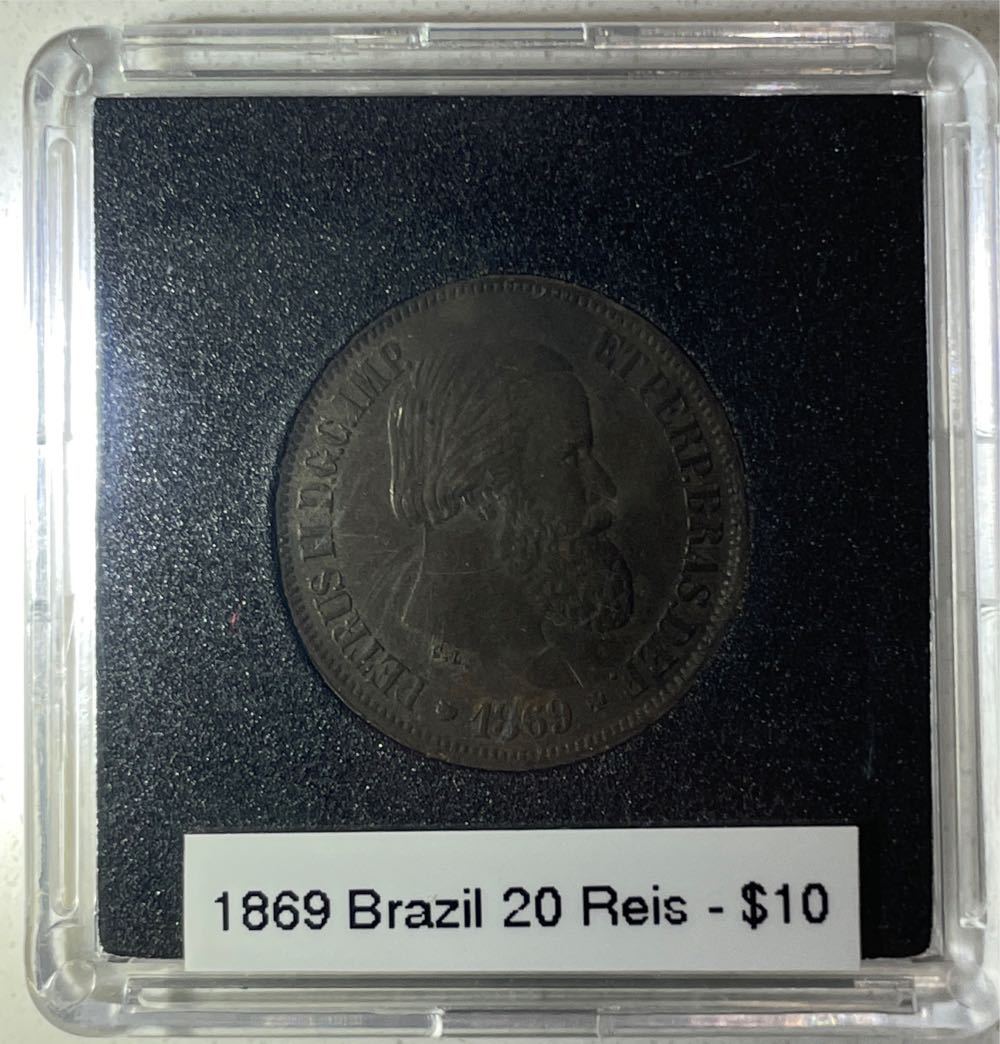 PETRUS II D.G.C.IMP. ET PERP.BRAS.DEF.
C.L.
1869
1869 Brazil 20 Reis - $10